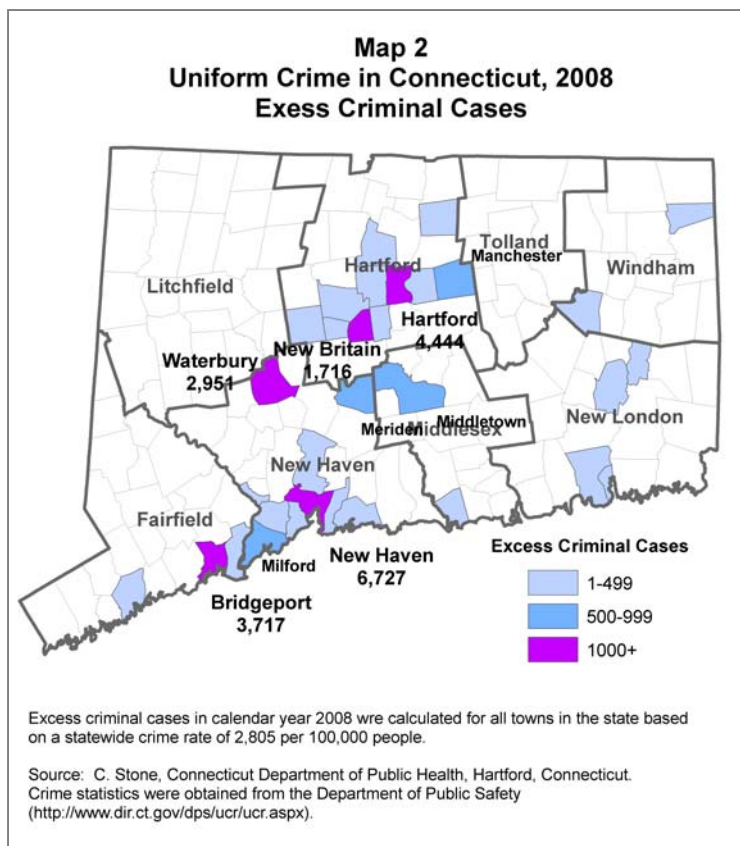 Map 2
Uniform Crime in Connecticut, 2008
Exess Criminal Cases
Hartford
Tolland
Manchester
Windham
Litchfield
Hartford
4,444
New Britain
1,716
Waterbury
2,951
Meriden
Middletown
Middlesex
New London
New Haven
Fairfield
Milford
New Haven
6,727
Bridgeport
3,717
Excess Criminal Cases
1-499
500-999
1000+
Excess criminal cases in calendar year 2008 wre calculated for all towns in the state based
on a statewide crime rate of 2,805 per 100,000 people.
Source: C. Stone, Connecticut Department of Public Health, Hartford, Connecticut.
Crime statistics were obtained from the Department of Public Safety
(http://www.dir.ct.gov/dps/ucr/ucr.aspx).